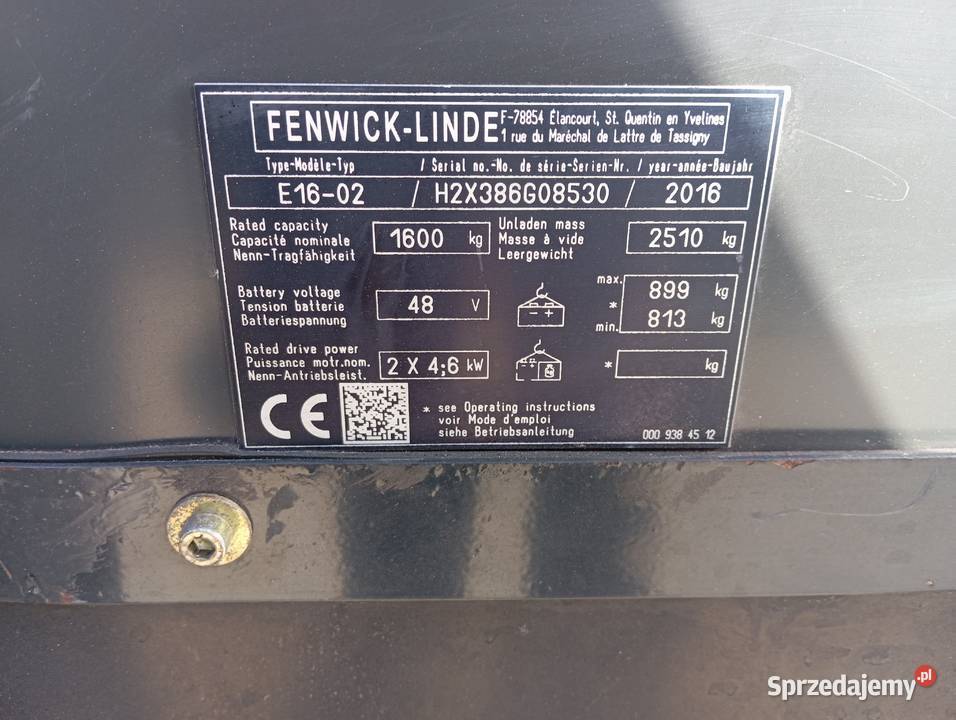 FENWICK-LINDE
F-78854 Élancourt, St. Quentin en Yvelines
1 rue du Maréchal de Lattre de Tassigny
Type-Modèle-Typ / Serial no.-No. de série-Serien-Nr. / year-année-Baujahr
E16-02 / H2X386G08530 / 2016
Rated capacity
Capacité nominale
Nenn-Tragfähigkeit
1600 kg
Unladen mass
Masse à vide
Leergewicht
2510 kg
Battery voltage
Tension batterie
Batteriespannung
48 V
max. 899 kg
*
min. 813 kg
Rated drive power
Puissance motr.nom.
Nenn-Antriebsleist.
2 X 4,6 kW
* kg
CE
* see Operating instructions
voir Mode d'emploi
siehe Betriebsanleitung
000 938 45 12
Sprzedajemy.pl